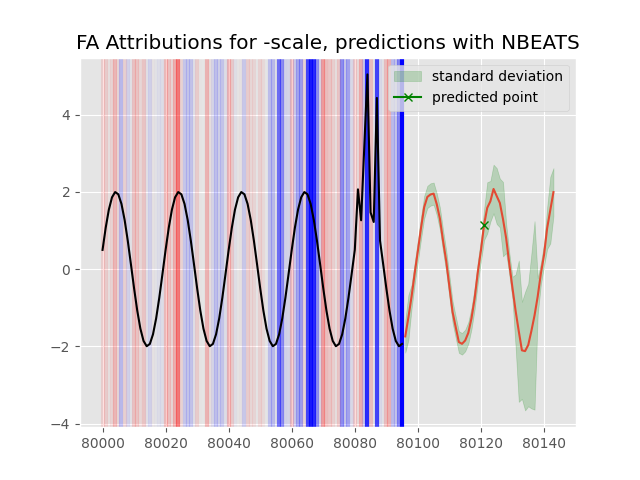 FA Attributions for -scale, predictions with NBEATS
standard deviation
predicted point
4
2
0
−2
−4
80000 80020 80040 80060 80080 80100 80120 80140